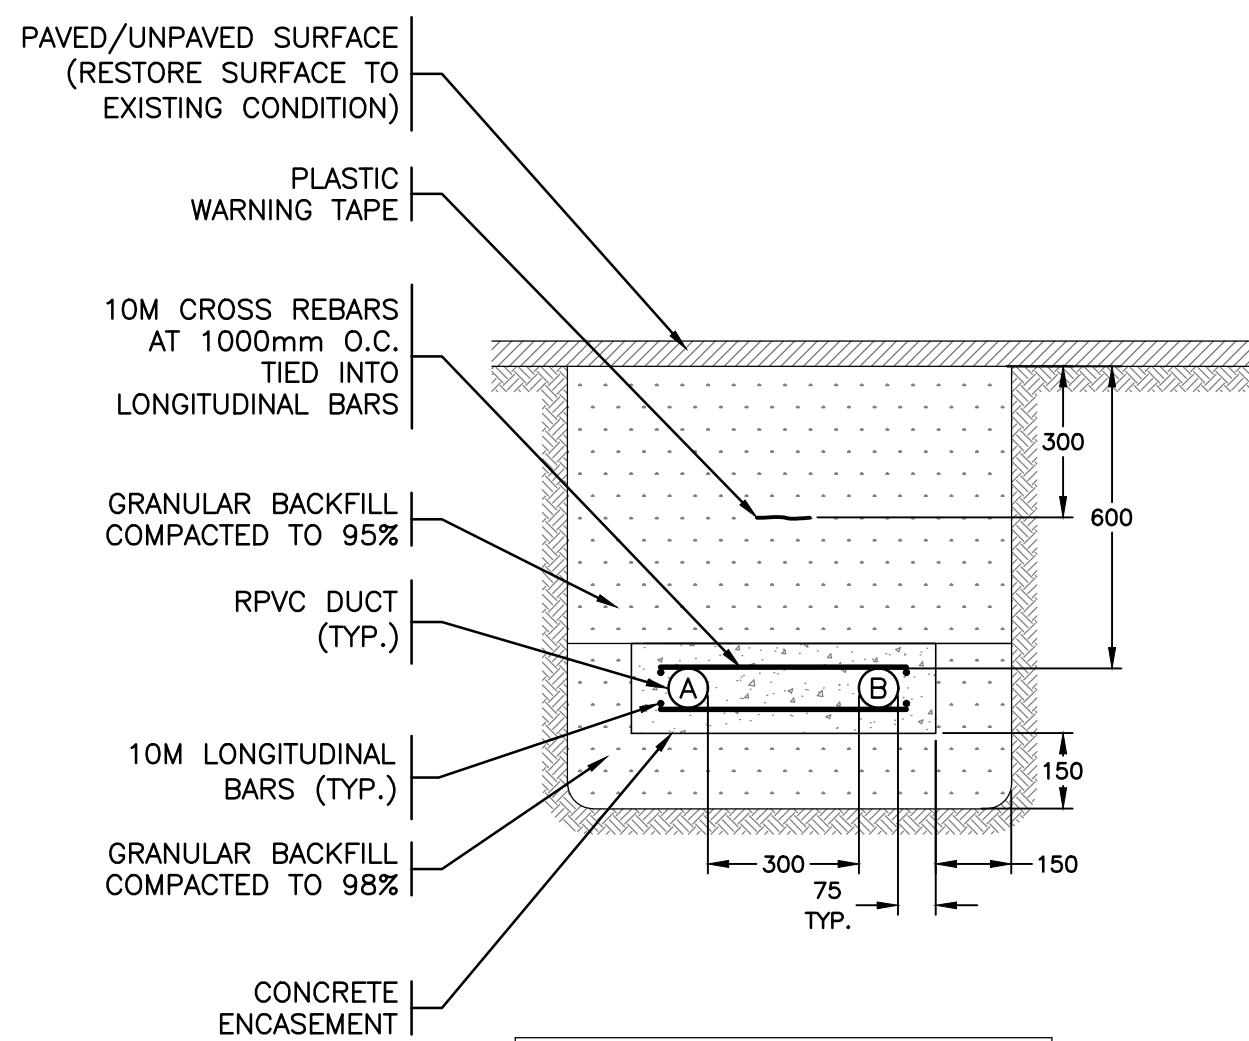 PAVED/UNPAVED SURFACE
(RESTORE SURFACE TO
EXISTING CONDITION)
PLASTIC
WARNING TAPE
10M CROSS REBARS
AT 1000mm O.C.
TIED INTO
LONGITUDINAL BARS
GRANULAR BACKFILL
COMPACTED TO 95%
RPVC DUCT
(TYP.)
10M LONGITUDINAL
BARS (TYP.)
GRANULAR BACKFILL
COMPACTED TO 98%
CONCRETE
ENCASEMENT
300
600
A
B
150
300
150
75
TYP.